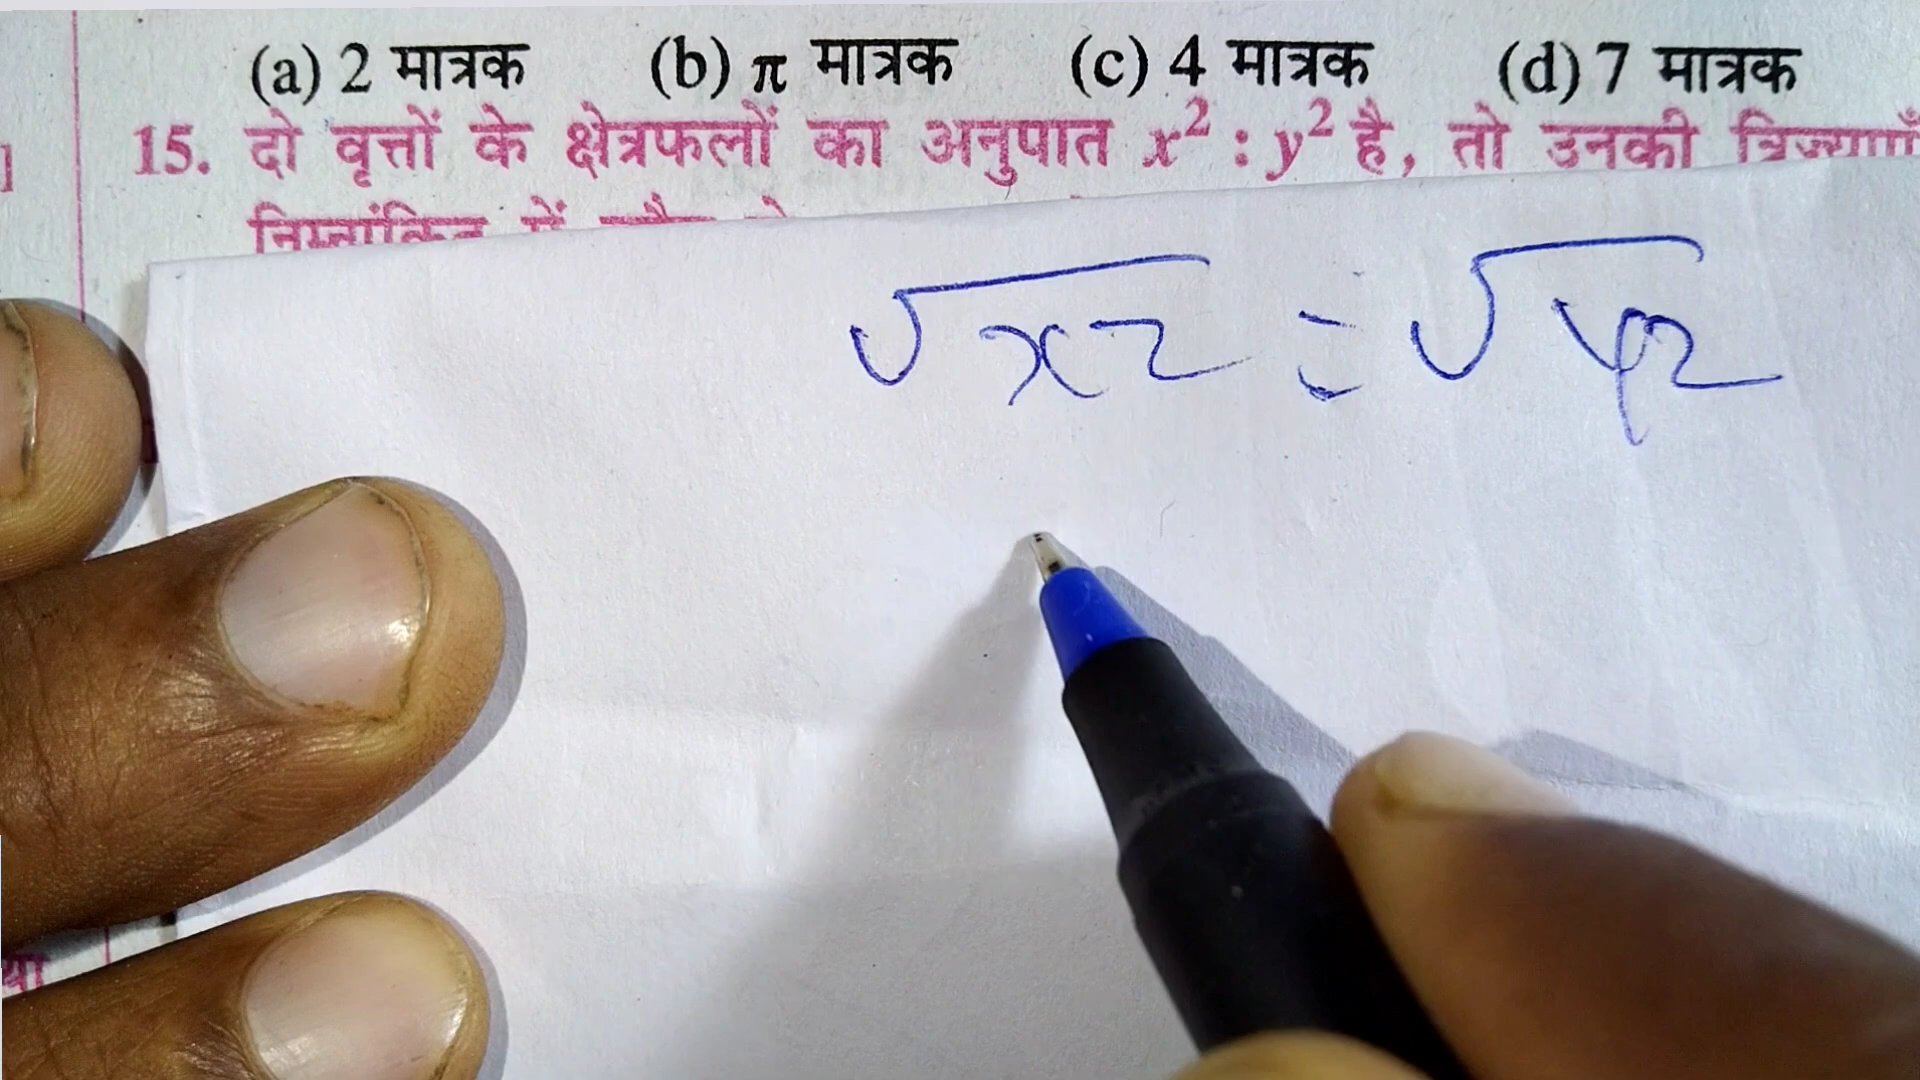 (a) 2 मात्रक (b) π मात्रक (c) 4 मात्रक (d) 7 मात्रक
15. दो वृत्तों के क्षेत्रफलों का अनुपात x² : y² है, तो उनकी त्रिज्याएँ
निम्नांकित में
√x2 = √y2